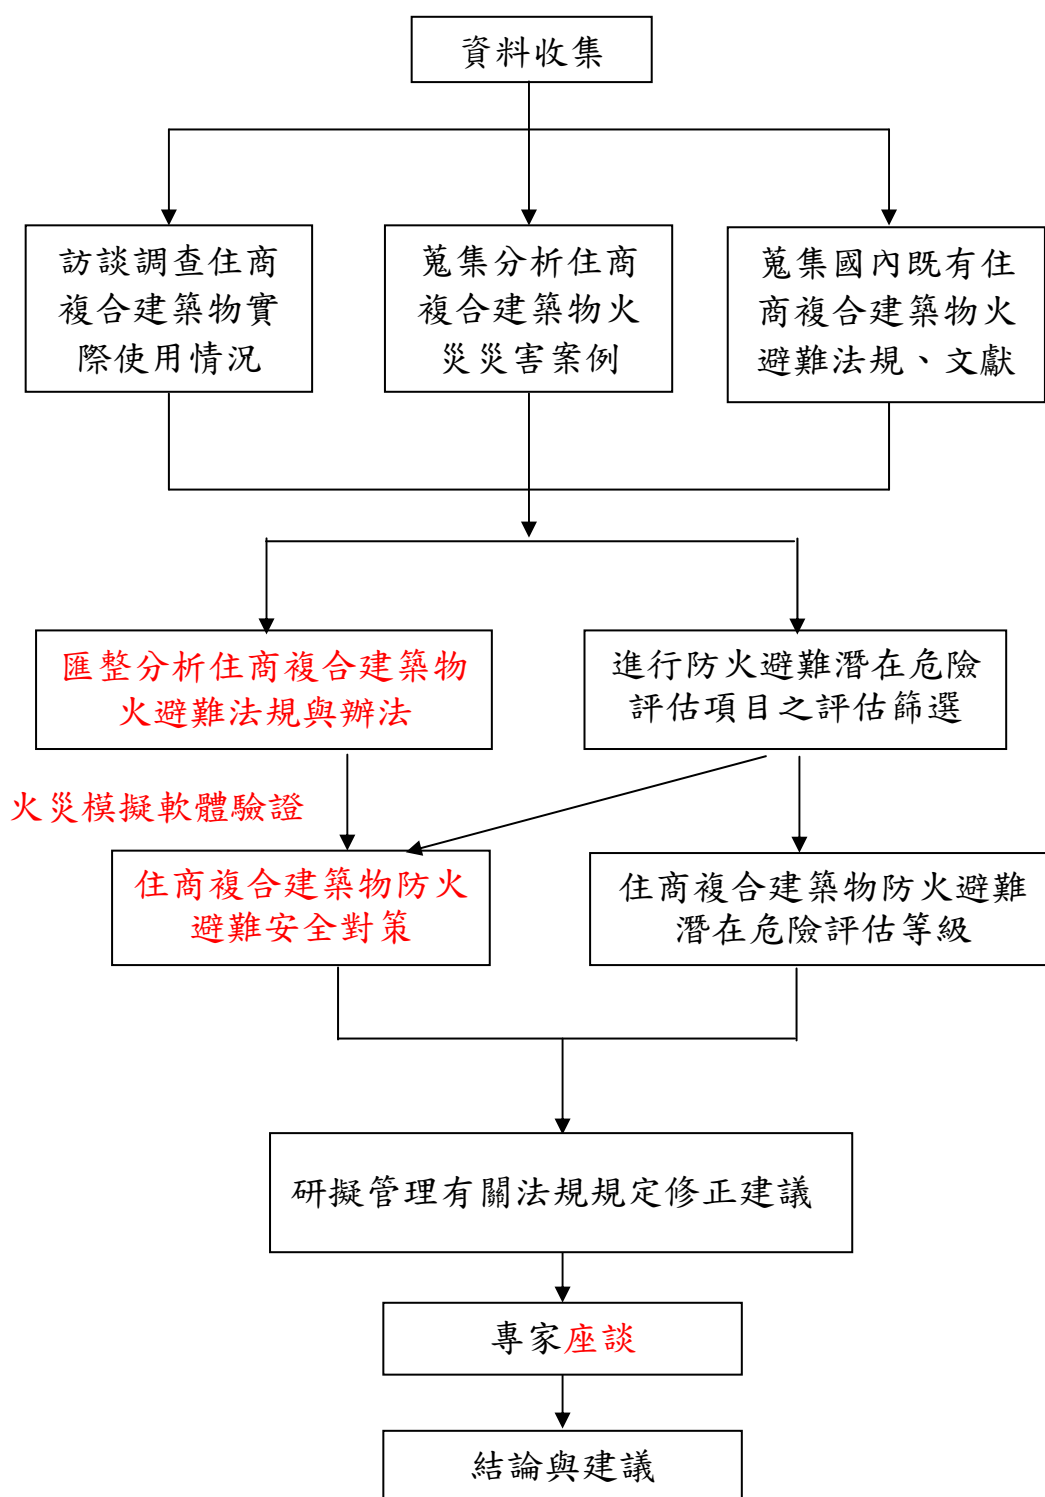 資料收集
訪談調查住商
複合建築物實
際使用情況
蒐集分析住商
複合建築物火
災災害案例
蒐集國內既有住
商複合建築物火
避難法規、文獻
匯整分析住商複合建築物
火避難法規與辦法
進行防火避難潛在危險
評估項目之評估篩選
火災模擬軟體驗證
住商複合建築物防火
避難安全對策
住商複合建築物防火避難
潛在危險評估等級
研擬管理有關法規規定修正建議
專家座談
結論與建議